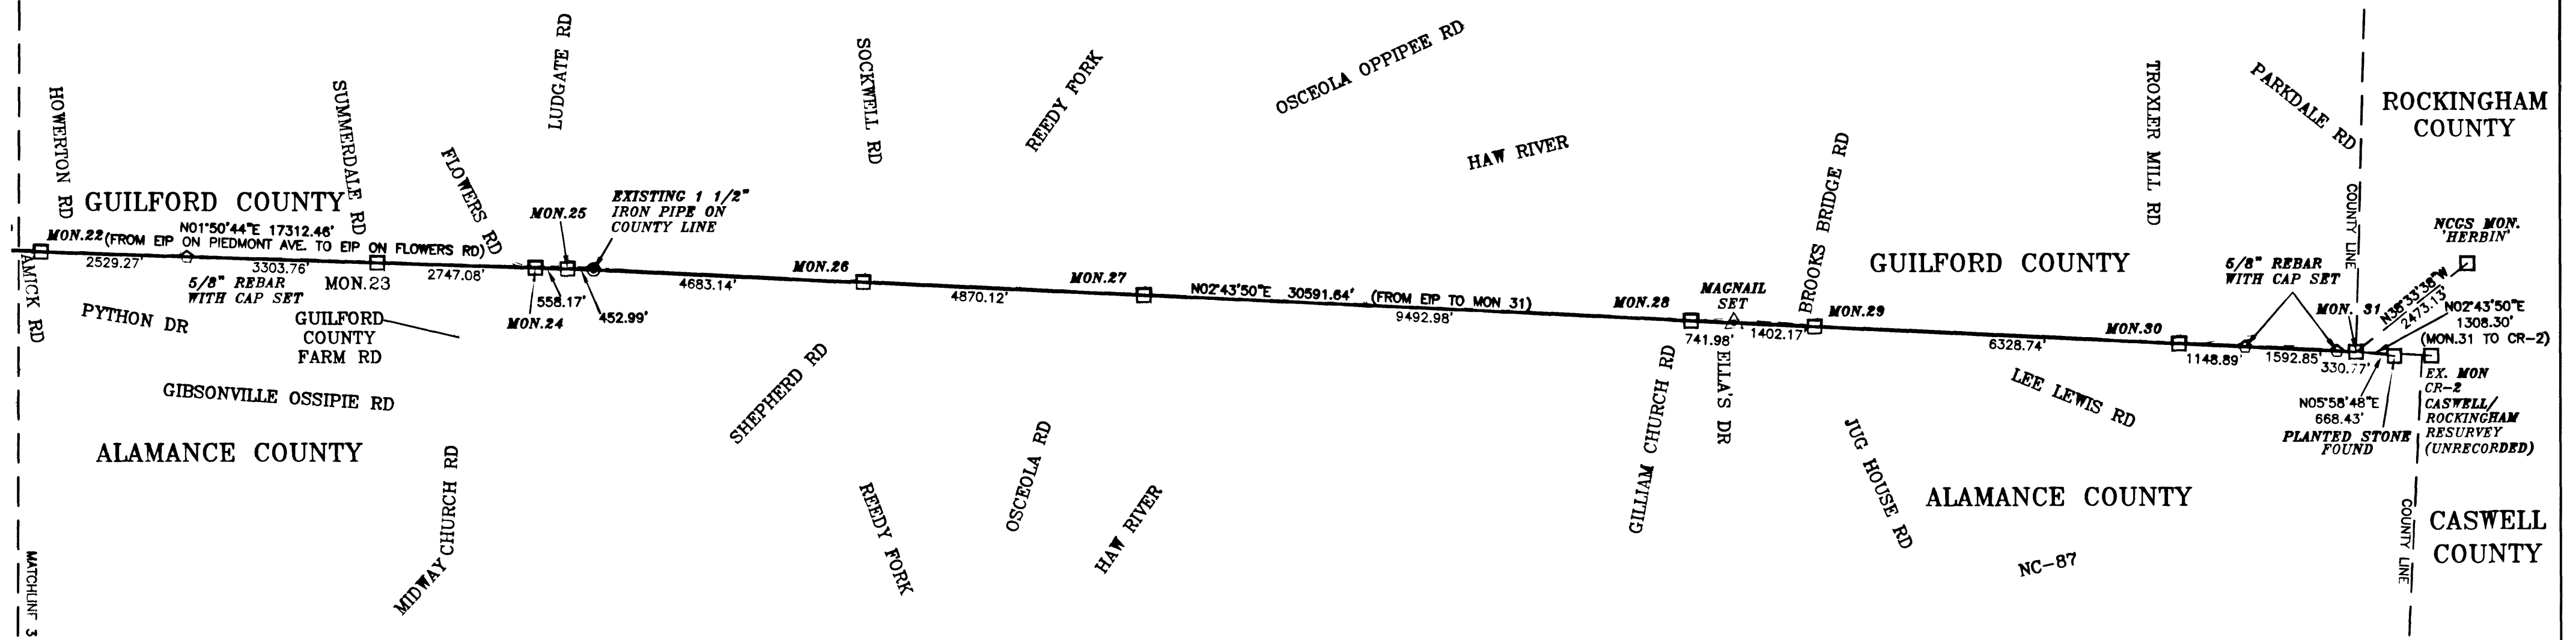 HOWERTON RD
GUILFORD COUNTY
SUMMERDALE RD
FLOWERS RD
LUDGATE RD
SOCKWELL RD
REEDY FORK
OSCEOLA OPPIPEE RD
HAW RIVER
BROOKS BRIDGE RD
GUILFORD COUNTY
TROXLER MILL RD
PARKDALE RD
COUNTY LINE
ROCKINGHAM
COUNTY
NCGS MON.
'HERBIN'
MON.22
N01°50'44"E 17312.46'
(FROM EIP ON PIEDMONT AVE. TO EIP ON FLOWERS RD)
2529.27'
3303.76'
5/8" REBAR
WITH CAP SET
MON.23
2747.08'
MON.24
558.17'
MON.25
452.99'
EXISTING 1 1/2"
IRON PIPE ON
COUNTY LINE
4683.14'
MON.26
4870.12'
MON.27
N02°43'50"E 30591.64' (FROM EIP TO MON 31)
9492.98'
MON.28
741.98'
MAGNAIL
SET
1402.17'
MON.29
6328.74'
MON.30
1148.89'
5/8" REBAR
WITH CAP SET
1592.85'
330.77'
MON. 31
N38°33'38"W
2473.13'
N02°43'50"E
1308.30'
(MON.31 TO CR-2)
N05°58'48"E
668.43'
PLANTED STONE
FOUND
EX. MON
CR-2
CASWELL/
ROCKINGHAM
RESURVEY
(UNRECORDED)
AMICK RD
PYTHON DR
GUILFORD
COUNTY
FARM RD
GIBSONVILLE OSSIPIE RD
ALAMANCE COUNTY
MIDWAY CHURCH RD
SHEPHERD RD
REEDY FORK
OSCEOLA RD
HAW RIVER
GILLIAM CHURCH RD
ELLA'S DR
JUG HOUSE RD
LEE LEWIS RD
ALAMANCE COUNTY
NC-87
COUNTY LINE
CASWELL
COUNTY
MATCHLINE 3